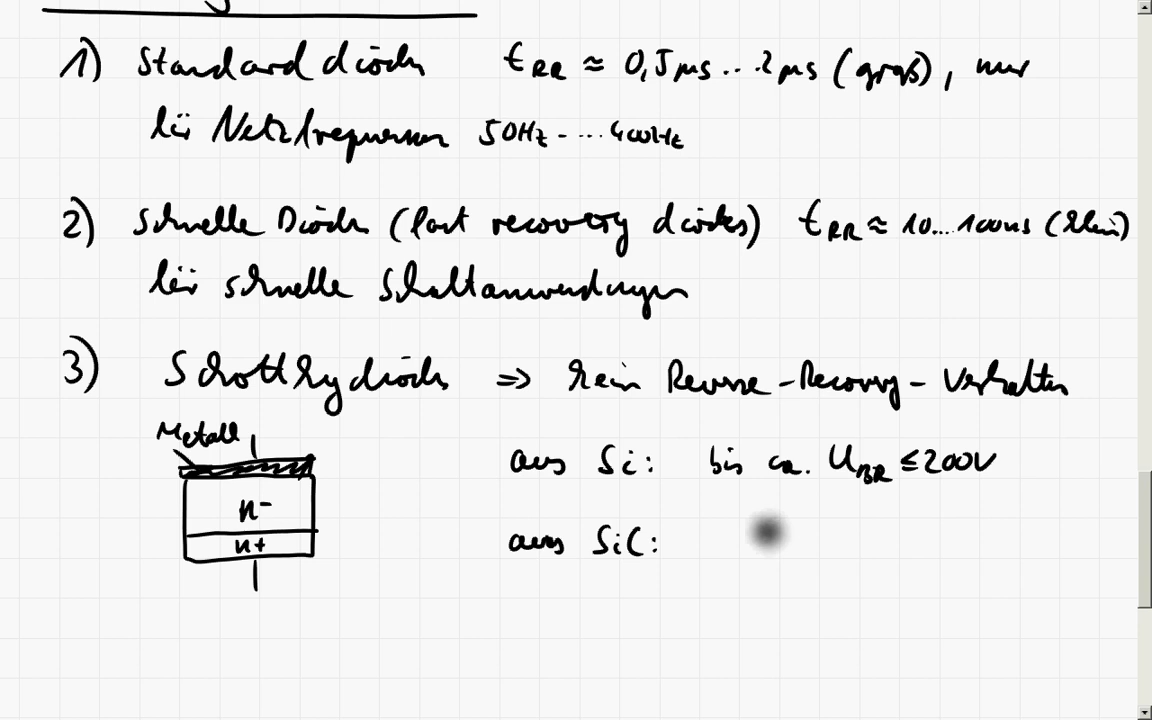 1) Standarddioden tRR ≈ 0,5µs...2µs (groß), nur
für Netzfrequenzen 50Hz-...400Hz
2) Schnelle Dioden (fast recovery diodes) tRR ≈ 10...100ns (klein)
für schnelle Schaltanwendungen
3) Schottkydioden ⇒ kein Reverse-Recovery-Verhalten
Metall
aus Si: bis ca. UBR ≤ 200V
n-
aus SiC:
n+